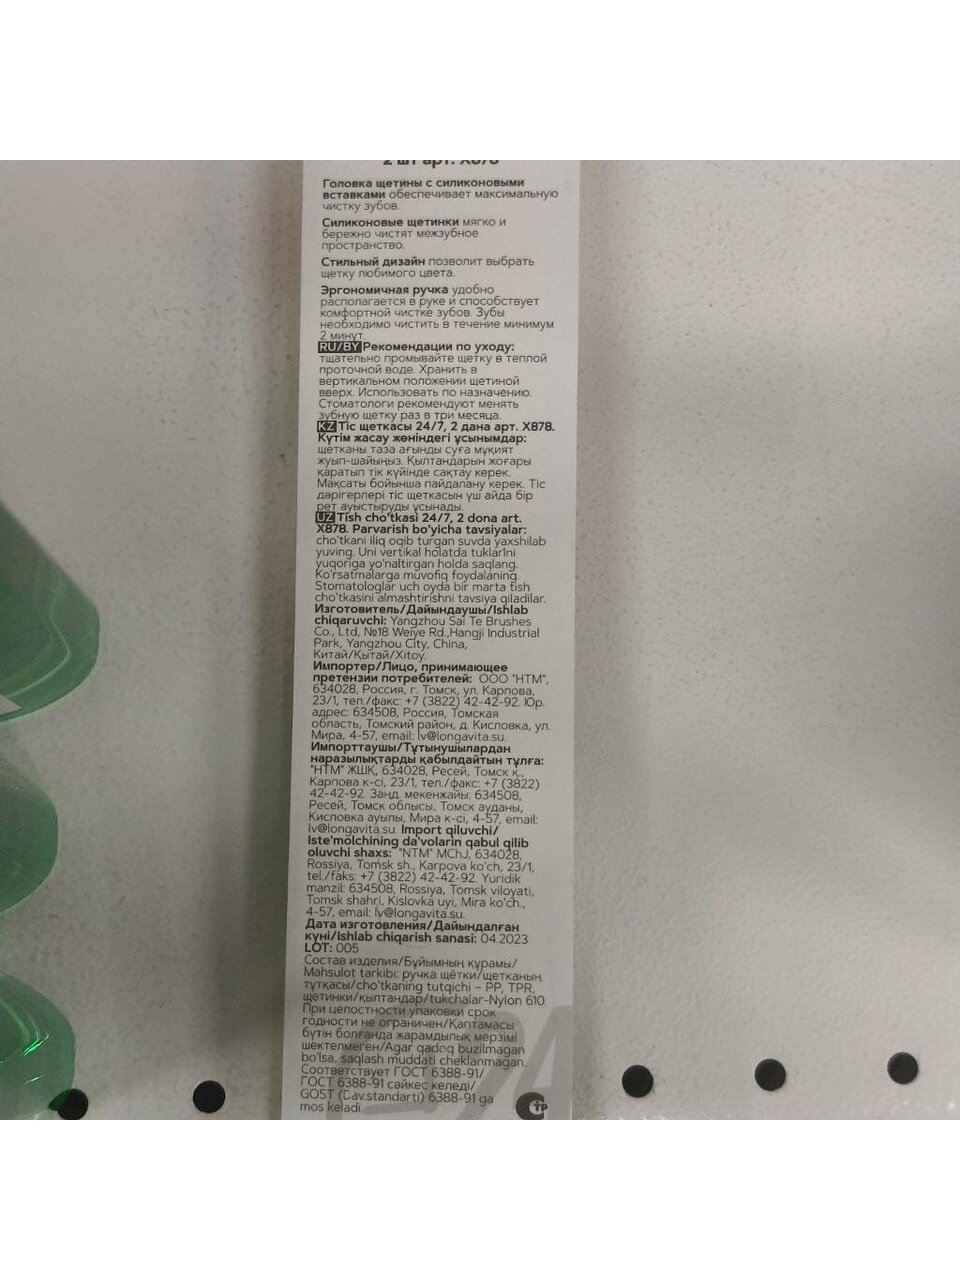 2 шт арт. X878
Головка щетины с силиконовыми
вставками обеспечивает максимальную
чистку зубов.
Силиконовые щетинки мягко и
бережно чистят межзубное
пространство.
Стильный дизайн позволит выбрать
щетку любимого цвета.
Эргономичная ручка удобно
располагается в руке и способствует
комфортной чистке зубов. Зубы
необходимо чистить в течение минимум
2 минут.
RU/BY Рекомендации по уходу:
тщательно промывайте щетку в теплой
проточной воде. Хранить в
вертикальном положении щетиной
вверх. Использовать по назначению.
Стоматологи рекомендуют менять
зубную щетку раз в три месяца.
KZ Тіс щеткасы 24/7, 2 дана арт. X878.
Күтім жасау жөніндегі ұсынымдар:
щетканы таза ағынды суға мұқият
жуып-шайыңыз. Қылтандарын жоғары
қаратып тік күйінде сақтау керек.
Мақсаты бойынша пайдалану керек. Тіс
дәрігерлері тіс щеткасын үш айда бір
рет ауыстыруды ұсынады.
UZ Tish cho'tkasi 24/7, 2 dona art.
X878. Parvarish bo'yicha tavsiyalar:
cho'tkani iliq oqib turgan suvda yaxshilab
yuving. Uni vertikal holatda tuklarini
yuqoriga yo'naltirgan holda saqlang.
Ko'rsatmalarga muvofiq foydalaning.
Stomatologlar uch oyda bir marta tish
cho'tkasini almashtirishni tavsiya qiladilar.
Изготовитель/Дайындаушы/Ishlab
chiqaruvchi: Yangzhou Sai Te Brushes
Co., Ltd, №18 Weiye Rd.,Hangji Industrial
Park, Yangzhou City, China,
Китай/Қытай/Xitoy.
Импортер/Лицо, принимающее
претензии потребителей: ООО "НТМ",
634028, Россия, г. Томск, ул. Карпова,
23/1, тел./факс: +7 (3822) 42-42-92. Юр.
адрес: 634508, Россия, Томская
область, Томский район, д. Кисловка, ул.
Мира, 4-57, email: lv@longavita.su.
Импорттаушы/Тұтынушылардан
наразылықтарды қабылдайтын тұлға:
"НТМ" ЖШҚ, 634028, Ресей, Томск қ.,
Карпова к-сі, 23/1, тел./факс: +7 (3822)
42-42-92. Заңд. мекенжайы: 634508,
Ресей, Томск облысы, Томск ауданы,
Кисловка ауылы, Мира к-сі, 4-57, email:
lv@longavita.su. Import qiluvchi/
Iste'molchining da'volarin qabul qilib
oluvchi shaxs: "NTM" MChJ, 634028,
Rossiya, Tomsk sh., Karpova ko'ch, 23/1,
tel./faks: +7 (3822) 42-42-92. Yuridik
manzil: 634508, Rossiya, Tomsk viloyati,
Tomsk shahri, Kislovka uyi, Mira ko'ch.,
4-57, email: lv@longavita.su.
Дата изготовления/Дайындалған
күні/Ishlab chiqarish sanasi: 04.2023
LOT: 005
Состав изделия/Бұйымның құрамы/
Mahsulot tarkibi: ручка щётки/щетканың
тұтқасы/cho'tkaning tutqichi – PP, TPR,
щетинки/қылтандар/tukchalar-Nylon 610.
При целостности упаковки срок
годности не ограничен/Қаптамасы
бүтін болғанда жарамдылық мерзімі
шектелмеген/Agar qadoq buzilmagan
bo'lsa, saqlash muddati cheklanmagan.
Соответствует ГОСТ 6388-91/
ГОСТ 6388-91 сәйкес келеді/
GOST (Dav.standarti) 6388-91 ga
mos keladi